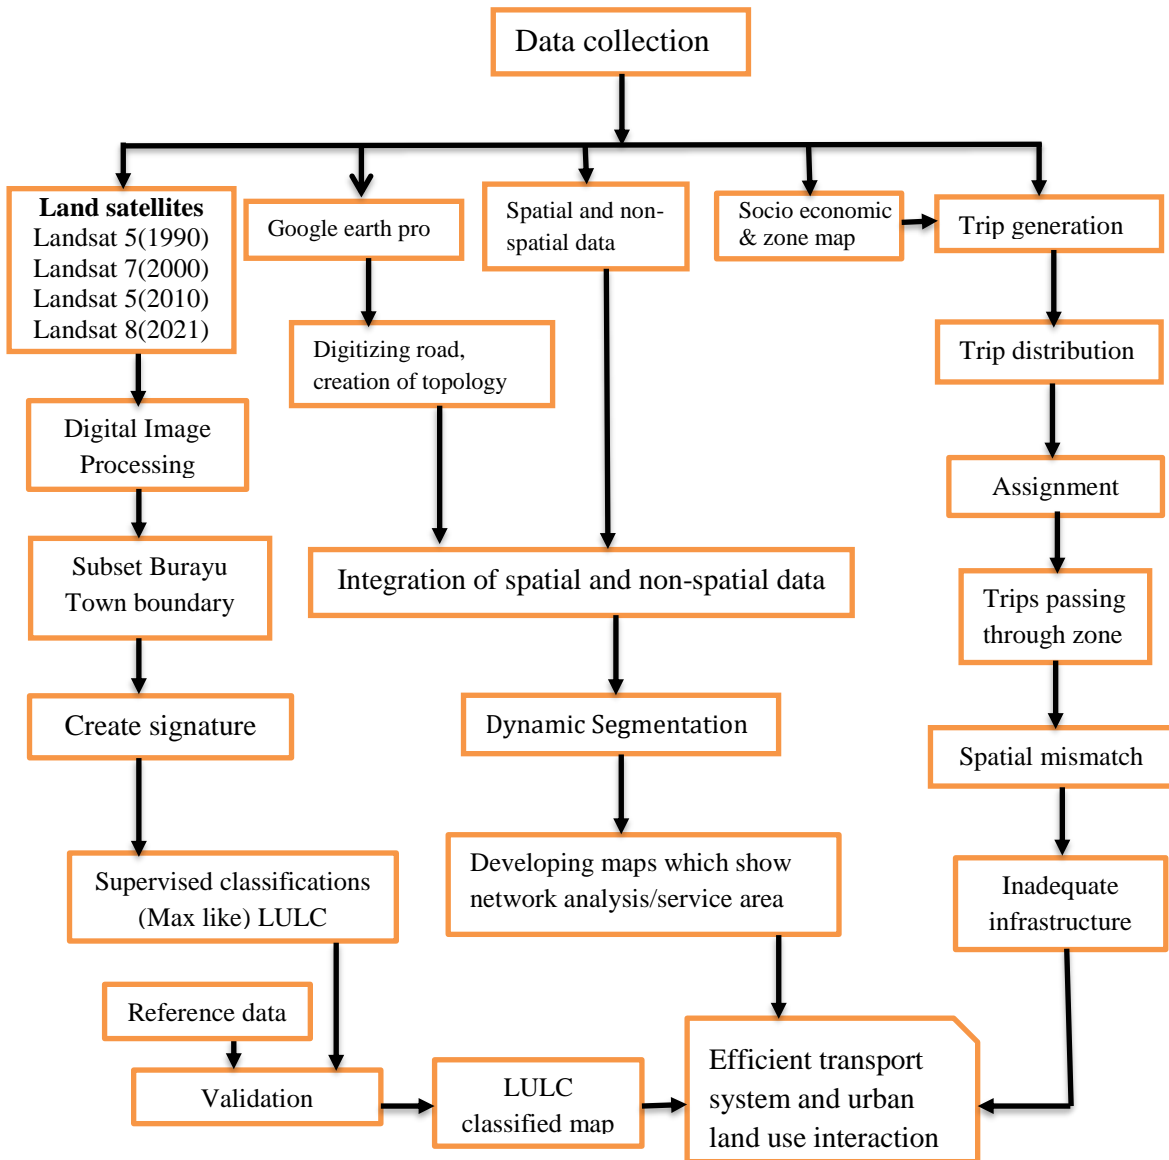 Data collection
Land satellites
Landsat 5(1990)
Landsat 7(2000)
Landsat 5(2010)
Landsat 8(2021)
Google earth pro
Spatial and non-
spatial data
Socio economic
& zone map
Trip generation
Digitizing road,
creation of topology
Trip distribution
Digital Image
Processing
Assignment
Subset Burayu
Town boundary
Integration of spatial and non-spatial data
Trips passing
through zone
Create signature
Dynamic Segmentation
Spatial mismatch
Supervised classifications
(Max like) LULC
Developing maps which show
network analysis/service area
Inadequate
infrastructure
Reference data
Validation
LULC
classified map
Efficient transport
system and urban
land use interaction